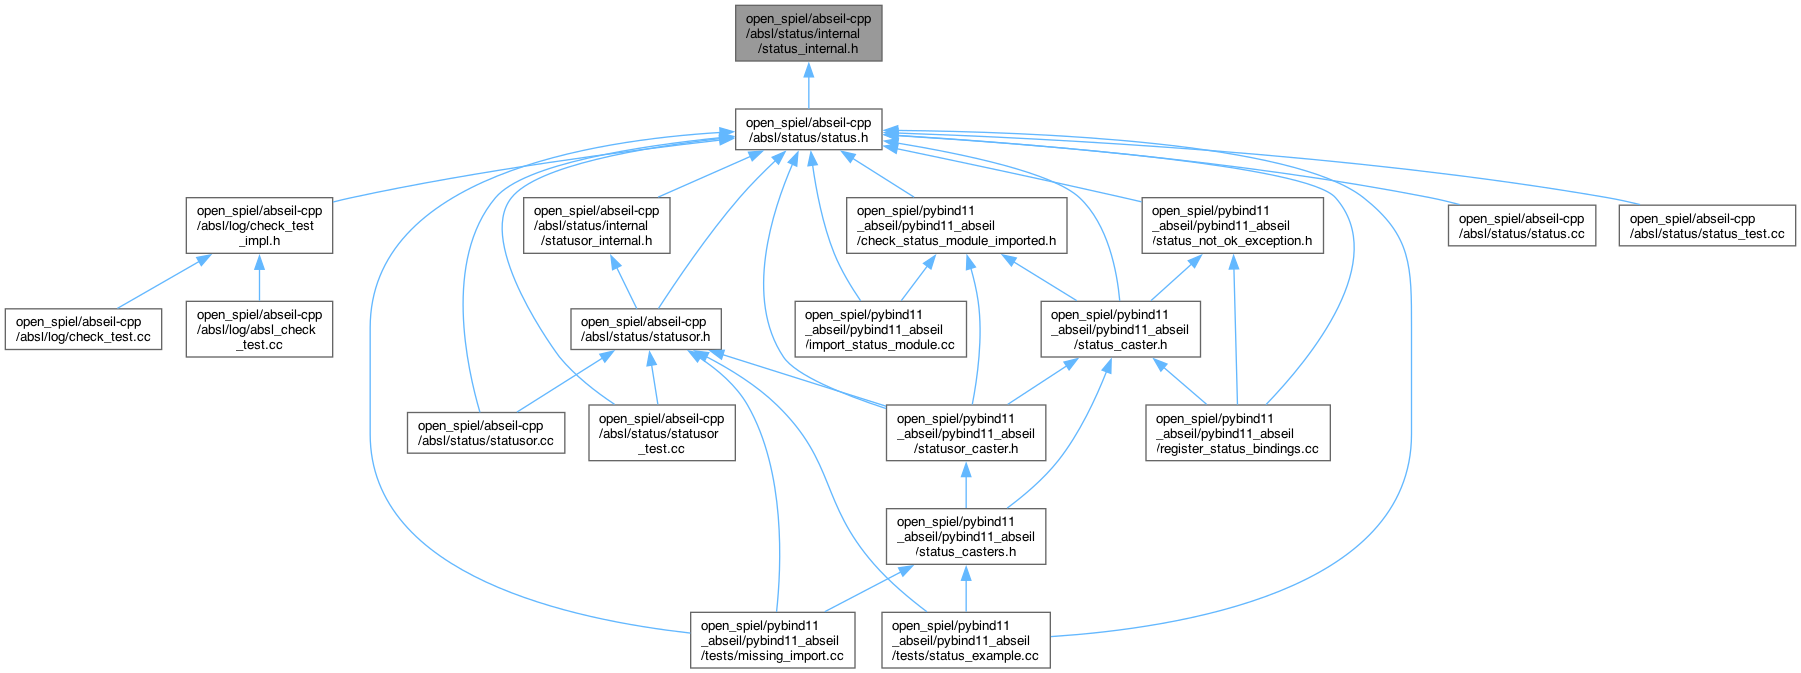 open_spiel/abseil-cpp
/absl/status/internal
/status_internal.h
open_spiel/abseil-cpp
/absl/status/status.h
open_spiel/abseil-cpp
/absl/log/check_test
_impl.h
open_spiel/abseil-cpp
/absl/status/internal
/statusor_internal.h
open_spiel/pybind11
_abseil/pybind11_abseil
/check_status_module_imported.h
open_spiel/pybind11
_abseil/pybind11_abseil
/status_not_ok_exception.h
open_spiel/abseil-cpp
/absl/status/status.cc
open_spiel/abseil-cpp
/absl/status/status_test.cc
open_spiel/abseil-cpp
/absl/log/check_test.cc
open_spiel/abseil-cpp
/absl/log/absl_check
_test.cc
open_spiel/abseil-cpp
/absl/status/statusor.h
open_spiel/pybind11
_abseil/pybind11_abseil
/import_status_module.cc
open_spiel/pybind11
_abseil/pybind11_abseil
/status_caster.h
open_spiel/abseil-cpp
/absl/status/statusor.cc
open_spiel/abseil-cpp
/absl/status/statusor
_test.cc
open_spiel/pybind11
_abseil/pybind11_abseil
/statusor_caster.h
open_spiel/pybind11
_abseil/pybind11_abseil
/register_status_bindings.cc
open_spiel/pybind11
_abseil/pybind11_abseil
/status_casters.h
open_spiel/pybind11
_abseil/pybind11_abseil
/tests/missing_import.cc
open_spiel/pybind11
_abseil/pybind11_abseil
/tests/status_example.cc